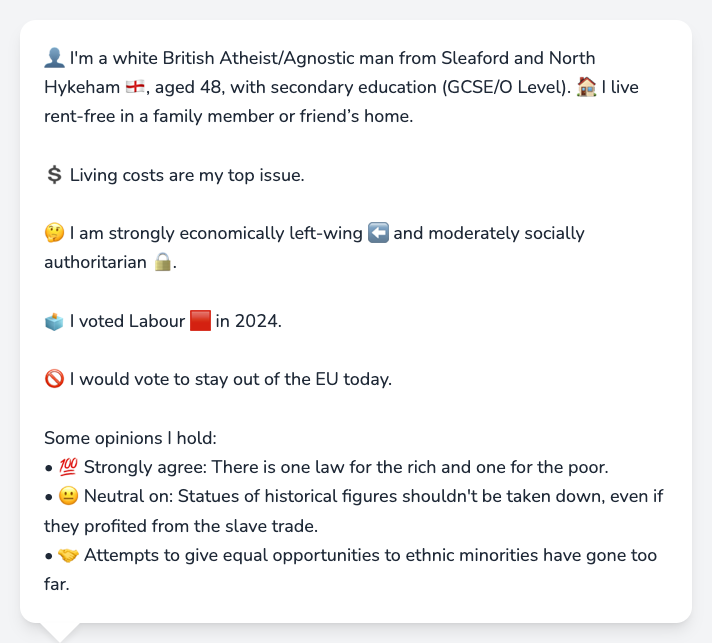 👤 I'm a white British Atheist/Agnostic man from Sleaford and North
Hykeham 🏴󠁧󠁢󠁥󠁮󠁧󠁿, aged 48, with secondary education (GCSE/O Level). 🏠 I live
rent-free in a family member or friend’s home.
💲 Living costs are my top issue.
🤔 I am strongly economically left-wing ⬅️ and moderately socially
authoritarian 🔒.
🗳️ I voted Labour 🟥 in 2024.
🚫 I would vote to stay out of the EU today.
Some opinions I hold:
• 💯 Strongly agree: There is one law for the rich and one for the poor.
• 😐 Neutral on: Statues of historical figures shouldn't be taken down, even if
they profited from the slave trade.
• 🤝 Attempts to give equal opportunities to ethnic minorities have gone too
far.